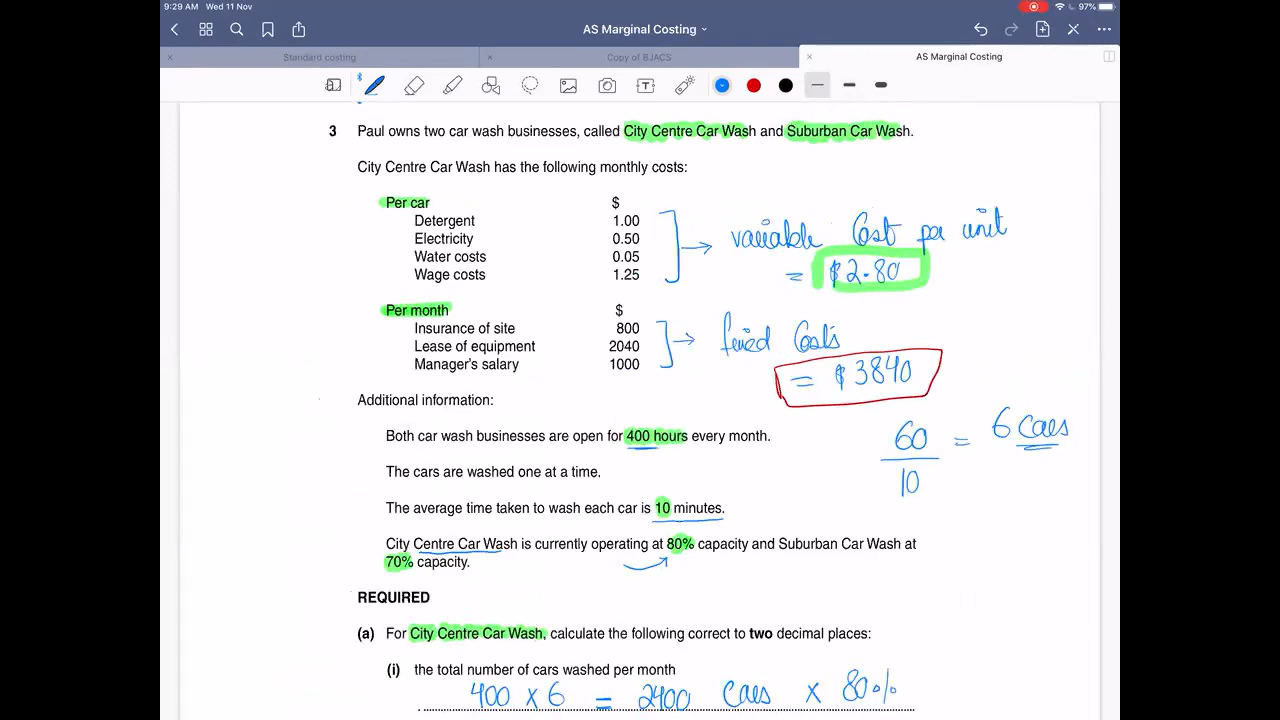 9:29 AM Wed 11 Nov
97%
AS Marginal Costing
Standard costing
Copy of BJACS
AS Marginal Costing
3 Paul owns two car wash businesses, called City Centre Car Wash and Suburban Car Wash.
City Centre Car Wash has the following monthly costs:
Per car $
Detergent 1.00
Electricity 0.50
Water costs 0.05
Wage costs 1.25
variable Cost per unit
= $2.80
Per month $
Insurance of site 800
Lease of equipment 2040
Manager's salary 1000
fixed Costs
= $3840
Additional information:
Both car wash businesses are open for 400 hours every month.
60/10 = 6 cars
The cars are washed one at a time.
The average time taken to wash each car is 10 minutes.
City Centre Car Wash is currently operating at 80% capacity and Suburban Car Wash at
70% capacity.
REQUIRED
(a) For City Centre Car Wash, calculate the following correct to two decimal places:
(i) the total number of cars washed per month
400 x 6 = 2400 Cars x 80%